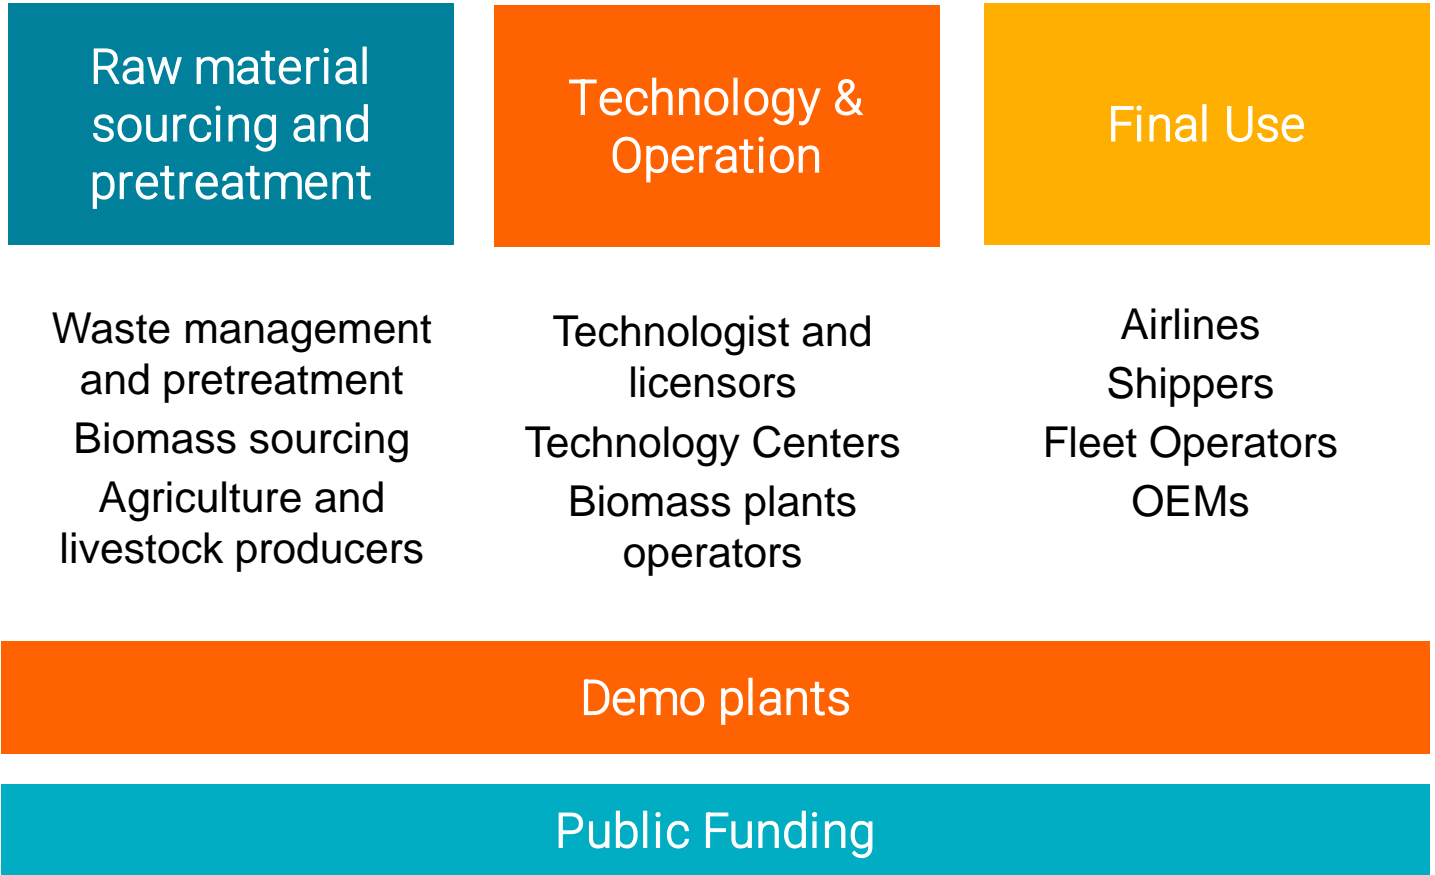 Raw material
sourcing and
pretreatment
Technology &
Operation
Final Use
Waste management
and pretreatment
Biomass sourcing
Agriculture and
livestock producers
Technologist and
licensors
Technology Centers
Biomass plants
operators
Airlines
Shippers
Fleet Operators
OEMs
Demo plants
Public Funding